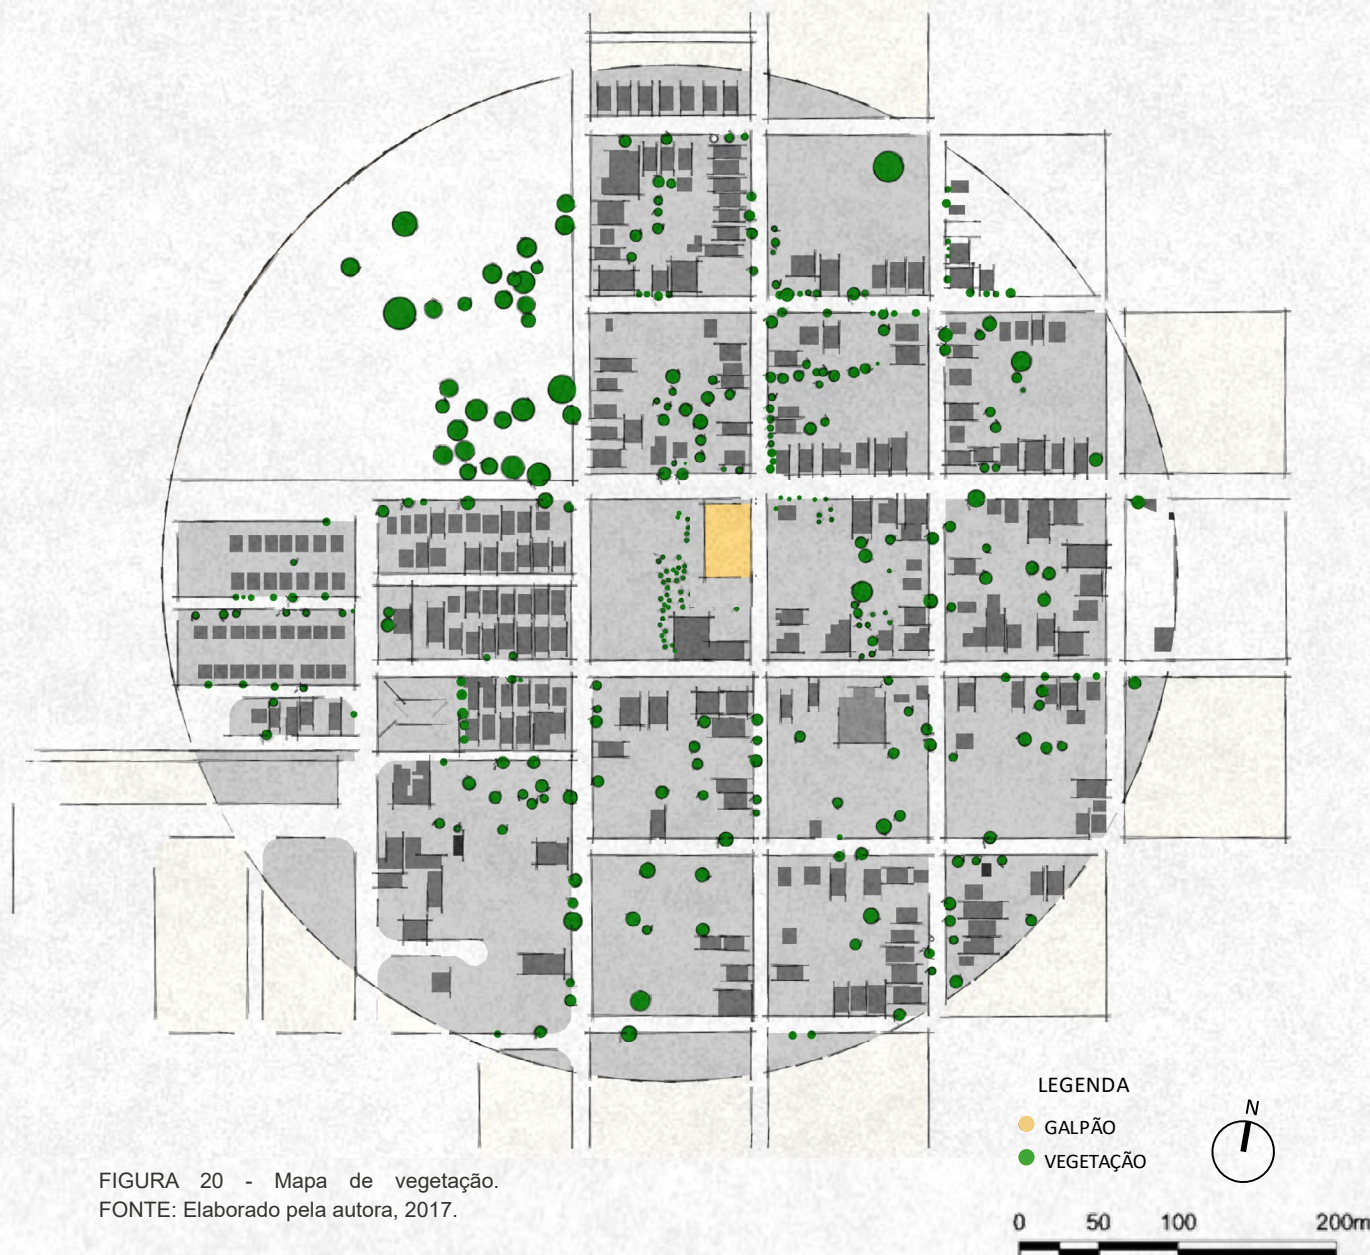 LEGENDA
GALPÃO
VEGETAÇÃO
N
FIGURA 20 - Mapa de vegetação.
FONTE: Elaborado pela autora, 2017.
0 50 100 200m